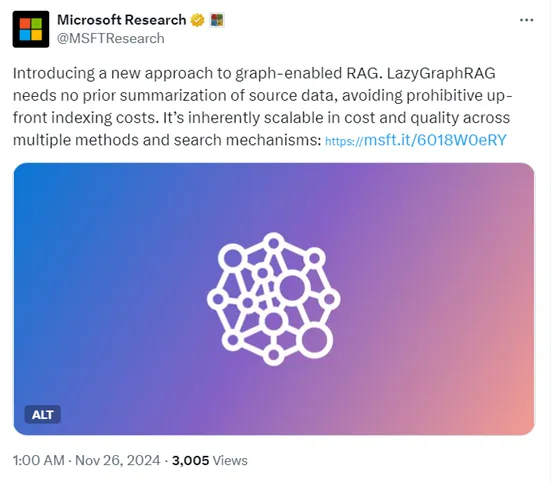 Microsoft Research
@MSFTResearch
Introducing a new approach to graph-enabled RAG. LazyGraphRAG
needs no prior summarization of source data, avoiding prohibitive up-
front indexing costs. It’s inherently scalable in cost and quality across
multiple methods and search mechanisms: https://msft.it/6018W0eRY
ALT
1:00 AM · Nov 26, 2024 · 3,005 Views